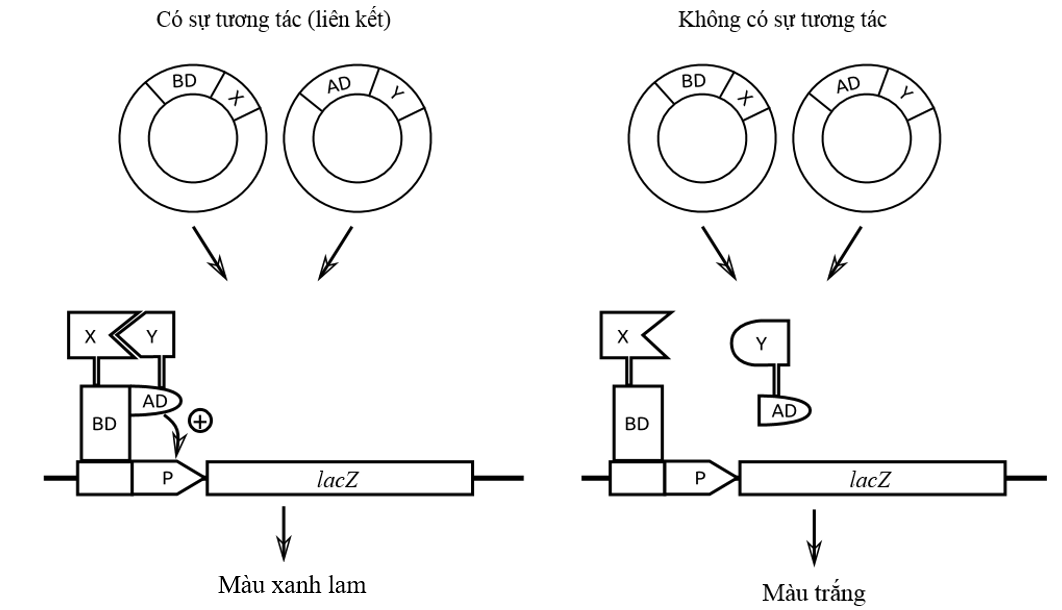 Có sự tương tác (liên kết)
Không có sự tương tác
BD
X
AD
Y
BD
X
AD
Y
X
Y
BD
AD
+
P
lacZ
X
Y
BD
AD
P
lacZ
Màu xanh lam
Màu trắng